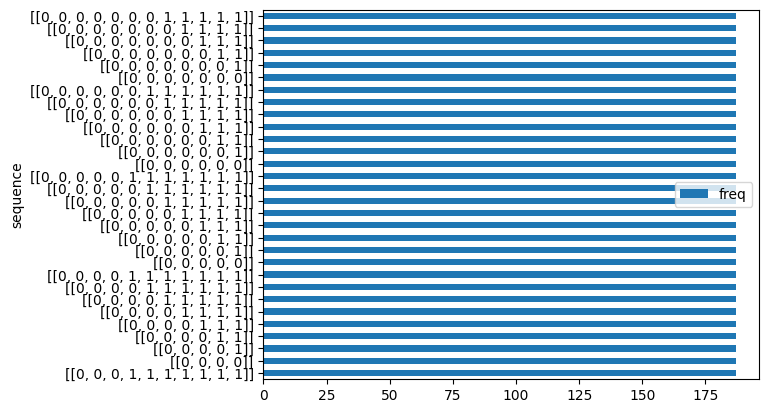 [[0, 0, 0, 0, 0, 0, 0, 1, 1, 1, 1, 1]]
[[0, 0, 0, 0, 0, 0, 0, 1, 1, 1, 1]]
[[0, 0, 0, 0, 0, 0, 0, 1, 1, 1]]
[[0, 0, 0, 0, 0, 0, 0, 1, 1]]
[[0, 0, 0, 0, 0, 0, 0, 1]]
[[0, 0, 0, 0, 0, 0, 0]]
[[0, 0, 0, 0, 0, 0, 1, 1, 1, 1, 1, 1]]
[[0, 0, 0, 0, 0, 0, 1, 1, 1, 1, 1]]
[[0, 0, 0, 0, 0, 0, 1, 1, 1, 1]]
[[0, 0, 0, 0, 0, 0, 1, 1, 1]]
[[0, 0, 0, 0, 0, 0, 1, 1]]
[[0, 0, 0, 0, 0, 0, 1]]
[[0, 0, 0, 0, 0, 0]]
[[0, 0, 0, 0, 0, 1, 1, 1, 1, 1, 1, 1]]
[[0, 0, 0, 0, 0, 1, 1, 1, 1, 1, 1]]
[[0, 0, 0, 0, 0, 1, 1, 1, 1, 1]]
[[0, 0, 0, 0, 0, 1, 1, 1, 1]]
[[0, 0, 0, 0, 0, 1, 1, 1]]
[[0, 0, 0, 0, 0, 1, 1]]
[[0, 0, 0, 0, 0, 1]]
[[0, 0, 0, 0, 0]]
[[0, 0, 0, 0, 1, 1, 1, 1, 1, 1, 1]]
[[0, 0, 0, 0, 1, 1, 1, 1, 1, 1]]
[[0, 0, 0, 0, 1, 1, 1, 1, 1]]
[[0, 0, 0, 0, 1, 1, 1, 1]]
[[0, 0, 0, 0, 1, 1, 1]]
[[0, 0, 0, 0, 1, 1]]
[[0, 0, 0, 0, 1]]
[[0, 0, 0, 0]]
[[0, 0, 0, 1, 1, 1, 1, 1, 1, 1]]
sequence
freq
0 25 50 75 100 125 150 175